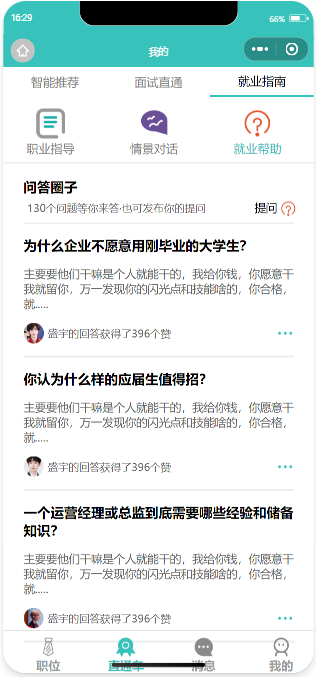 16:29
66%
我的
智能推荐
面试直通
就业指南
职业指导
情景对话
就业帮助
问答圈子
130个问题等你来答·也可发布你的提问
提问
为什么企业不愿意用刚毕业的大学生?
主要要他们干嘛是个人就能干的，我给你钱，你愿意干
我就留你，万一发现你的闪光点和技能啥的，你合格，
就.....
盛宇的回答获得了396个赞
你认为什么样的应届生值得招?
主要要他们干嘛是个人就能干的，我给你钱，你愿意干
我就留你，万一发现你的闪光点和技能啥的，你合格，
就.....
盛宇的回答获得了396个赞
一个运营经理或总监到底需要哪些经验和储备
知识?
主要要他们干嘛是个人就能干的，我给你钱，你愿意干
我就留你，万一发现你的闪光点和技能啥的，你合格，
就.....
盛宇的回答获得了396个赞
职位
直通车
消息
我的